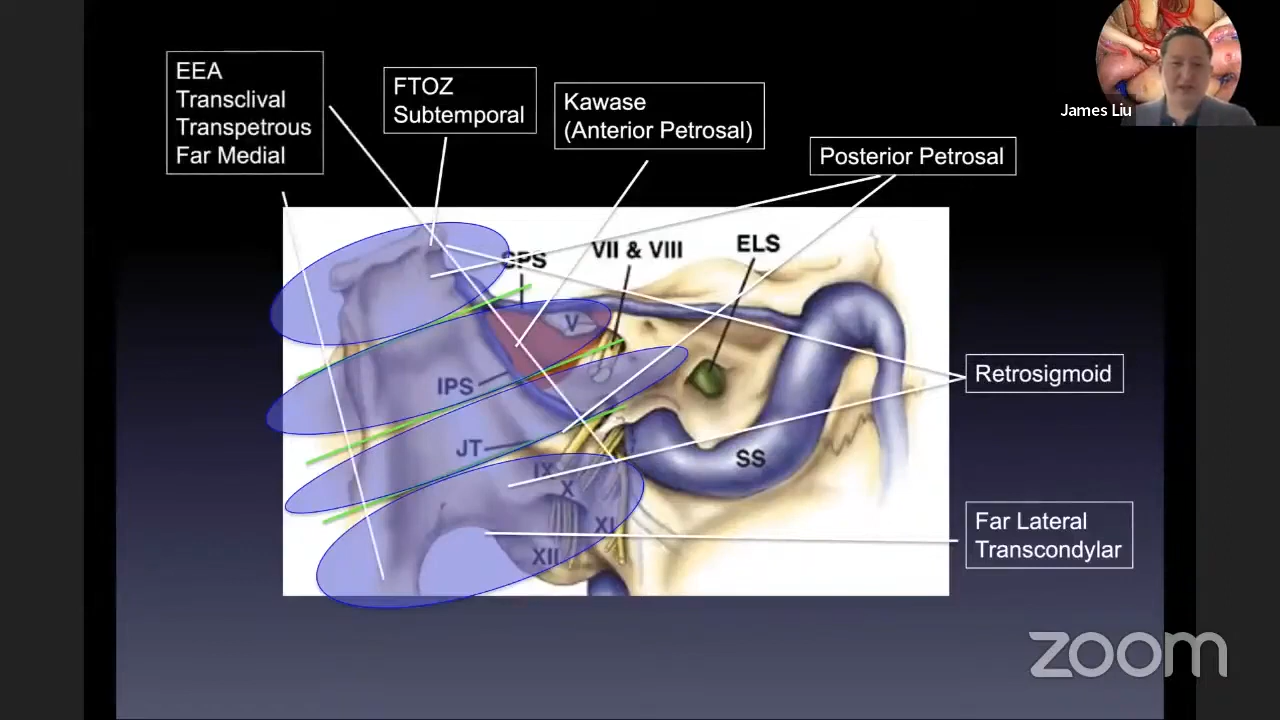 EEA
Transclival
Transpetrous
Far Medial
FTOZ
Subtemporal
Kawase
(Anterior Petrosal)
Posterior Petrosal
James Liu
SPS
VII & VIII
ELS
V
IPS
JT
IX
X
XI
XII
SS
Retrosigmoid
Far Lateral
Transcondylar
zoom